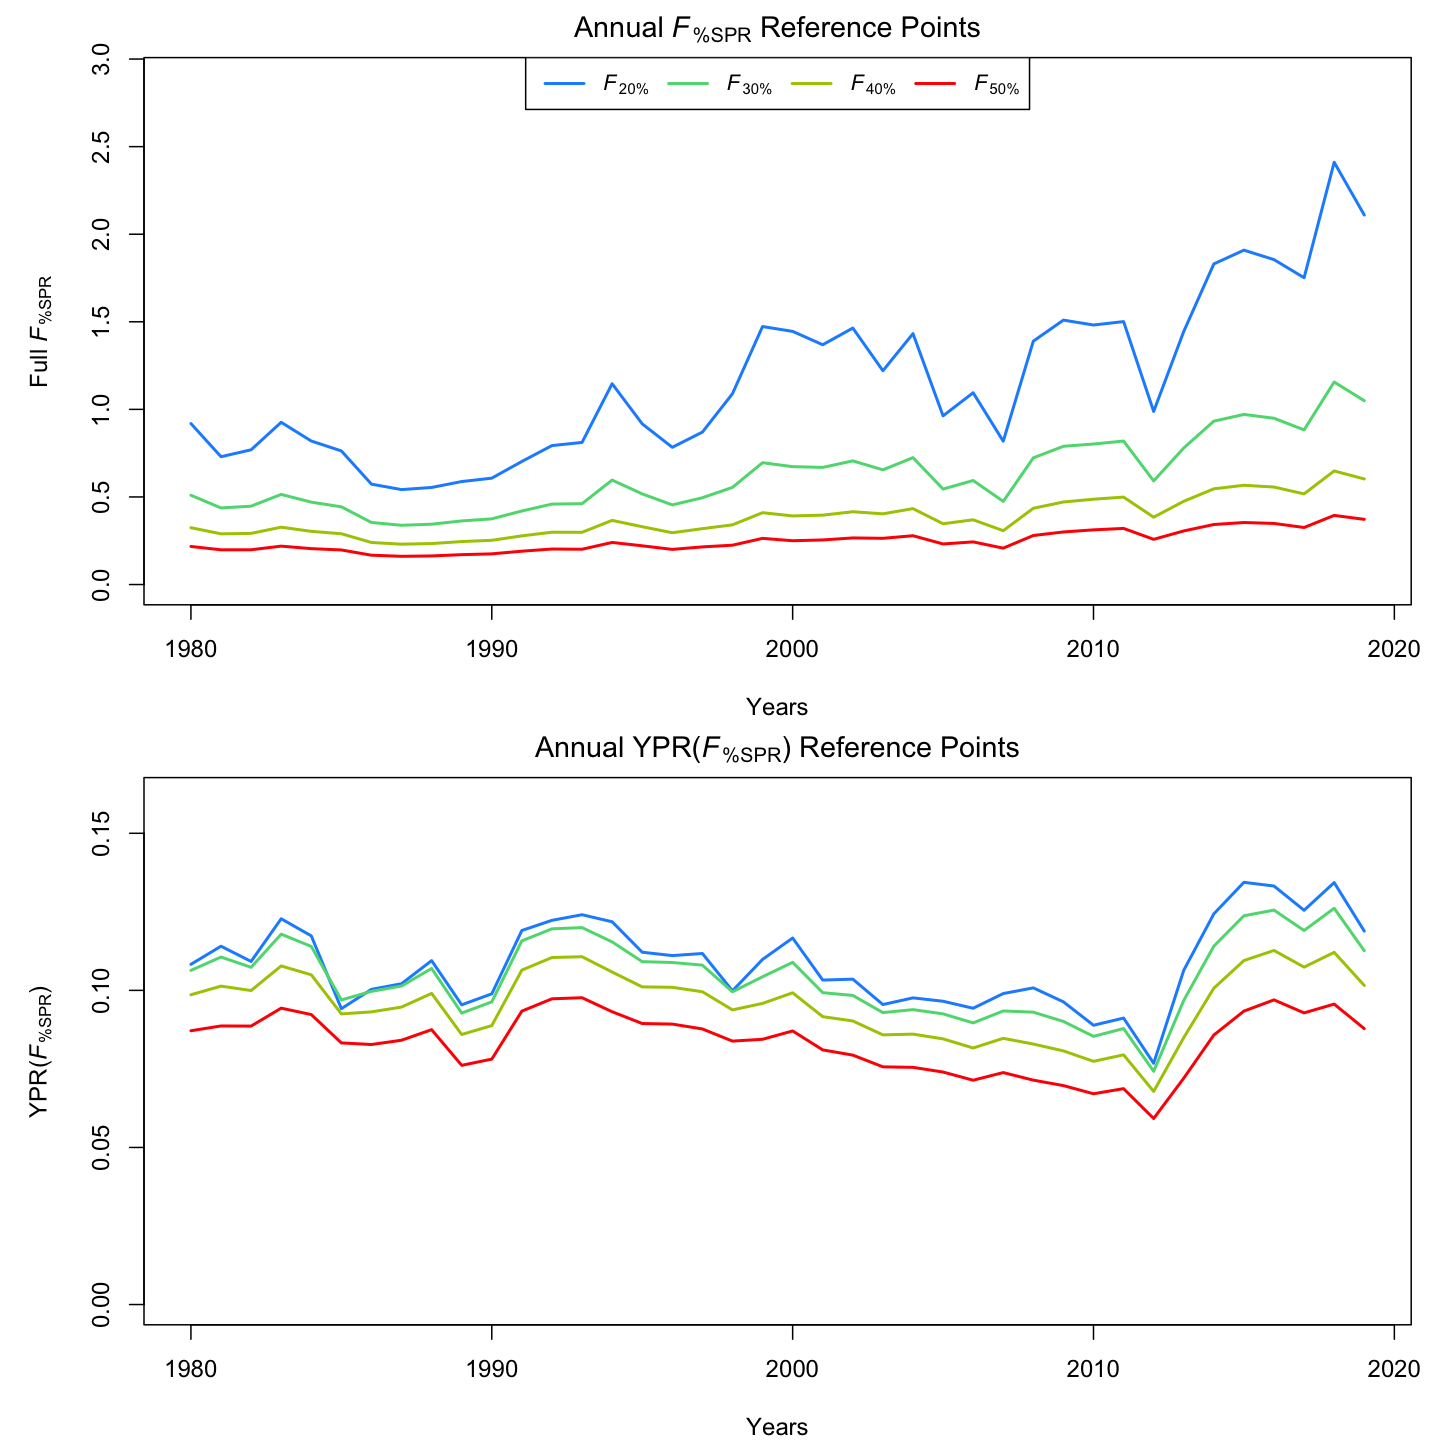 Annual F%SPR Reference Points
F20% F30% F40% F50%
Full F%SPR
3.0
2.5
2.0
1.5
1.0
0.5
0.0
1980 1990 2000 2010 2020
Years
Annual YPR(F%SPR) Reference Points
YPR(F%SPR)
0.15
0.10
0.05
0.00
1980 1990 2000 2010 2020
Years